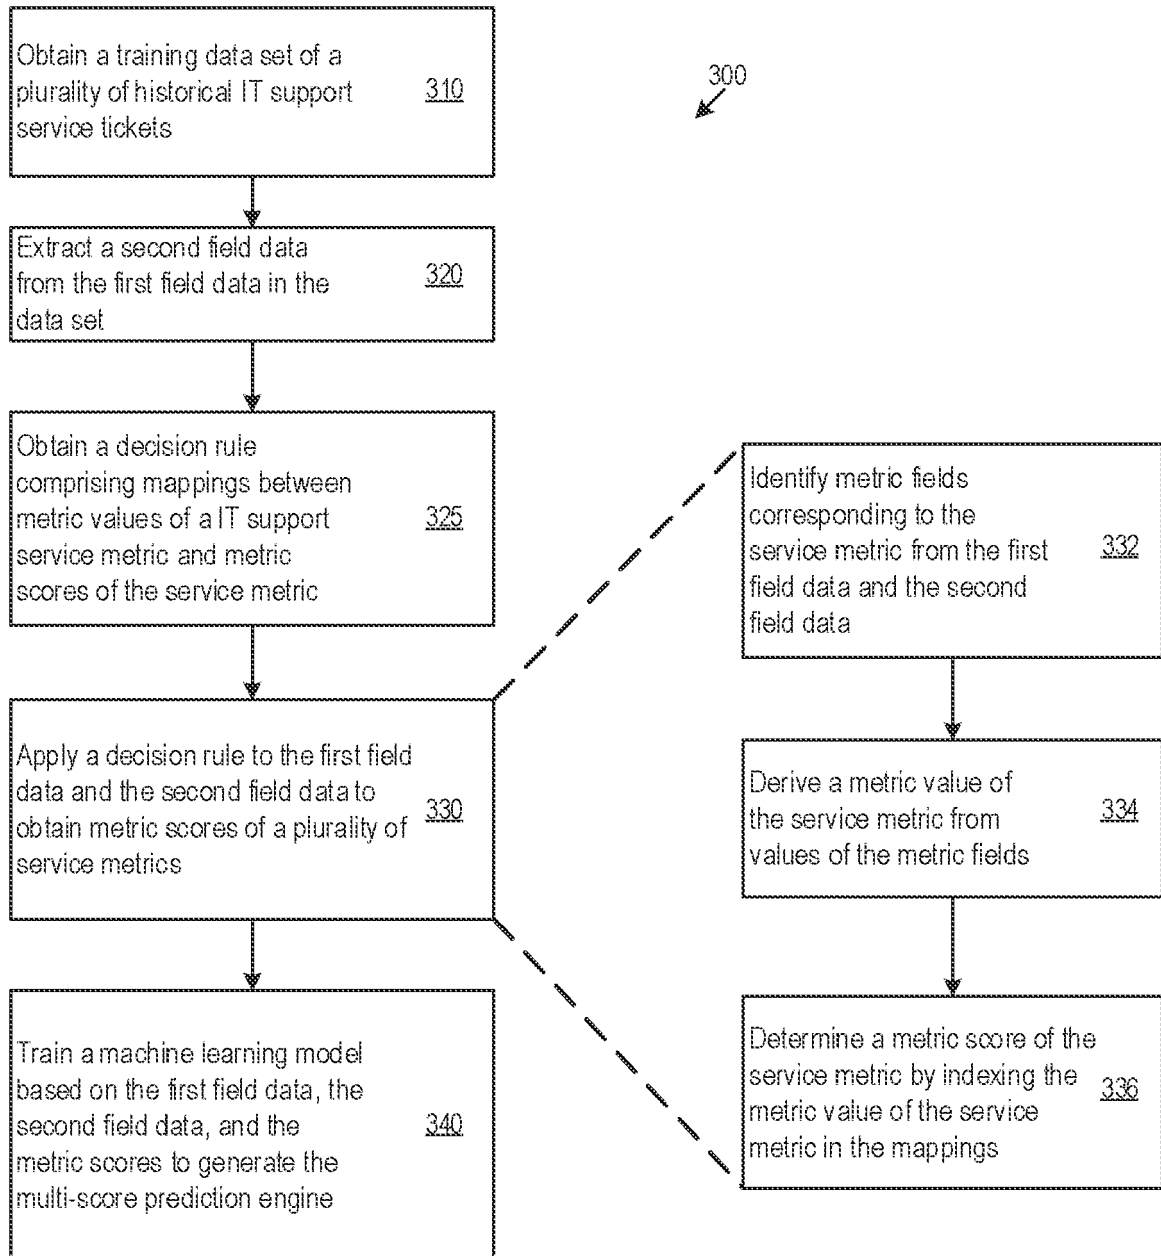 Obtain a training data set of a
plurality of historical IT support
service tickets
310
300
Extract a second field data
from the first field data in the
data set
320
Obtain a decision rule
comprising mappings between
metric values of a IT support
service metric and metric
scores of the service metric
325
Apply a decision rule to the first field
data and the second field data to
obtain metric scores of a plurality of
service metrics
330
Train a machine learning model
based on the first field data, the
second field data, and the
metric scores to generate the
multi-score prediction engine
340
Identify metric fields
corresponding to the
service metric from the first
field data and the second
field data
332
Derive a metric value of
the service metric from
values of the metric fields
334
Determine a metric score of the
service metric by indexing the
metric value of the service
metric in the mappings
336